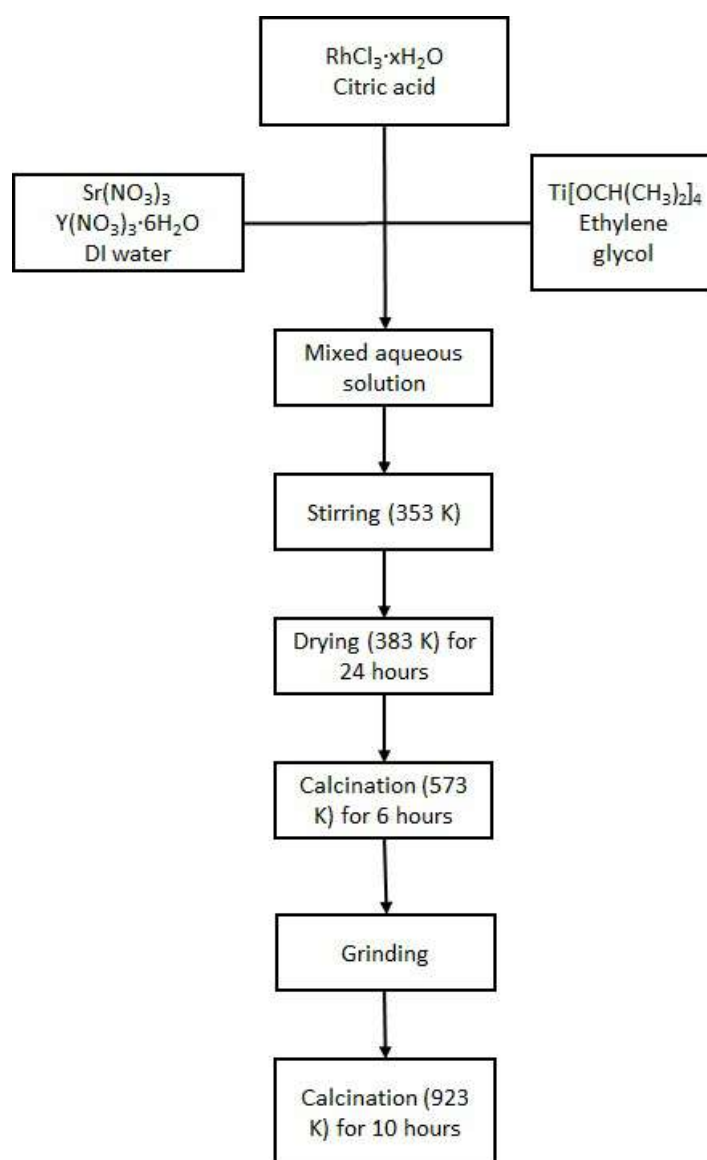 RhCl₃·xH₂O
Citric acid
Sr(NO₃)₃
Y(NO₃)₃·6H₂O
DI water
Ti[OCH(CH₃)₂]₄
Ethylene
glycol
Mixed aqueous
solution
Stirring (353 K)
Drying (383 K) for
24 hours
Calcination (573
K) for 6 hours
Grinding
Calcination (923
K) for 10 hours